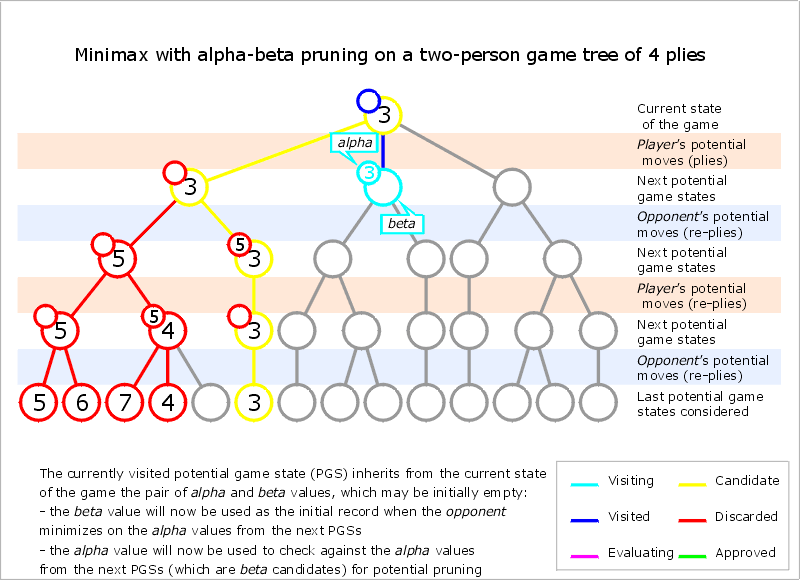 Minimax with alpha-beta pruning on a two-person game tree of 4 plies
3
Current state
of the game
alpha
Player's potential
moves (plies)
3
3
Next potential
game states
beta
Opponent's potential
moves (re-plies)
5
5
3
Next potential
game states
Player's potential
moves (re-plies)
5
5
4
3
Next potential
game states
Opponent's potential
moves (re-plies)
5
6
7
4
3
Last potential game
states considered
The currently visited potential game state (PGS) inherits from the current state
of the game the pair of alpha and beta values, which may be initially empty:
- the beta value will now be used as the initial record when the opponent
minimizes on the alpha values from the next PGSs
- the alpha value will now be used to check against the alpha values
from the next PGSs (which are beta candidates) for potential pruning
Visiting
Candidate
Visited
Discarded
Evaluating
Approved